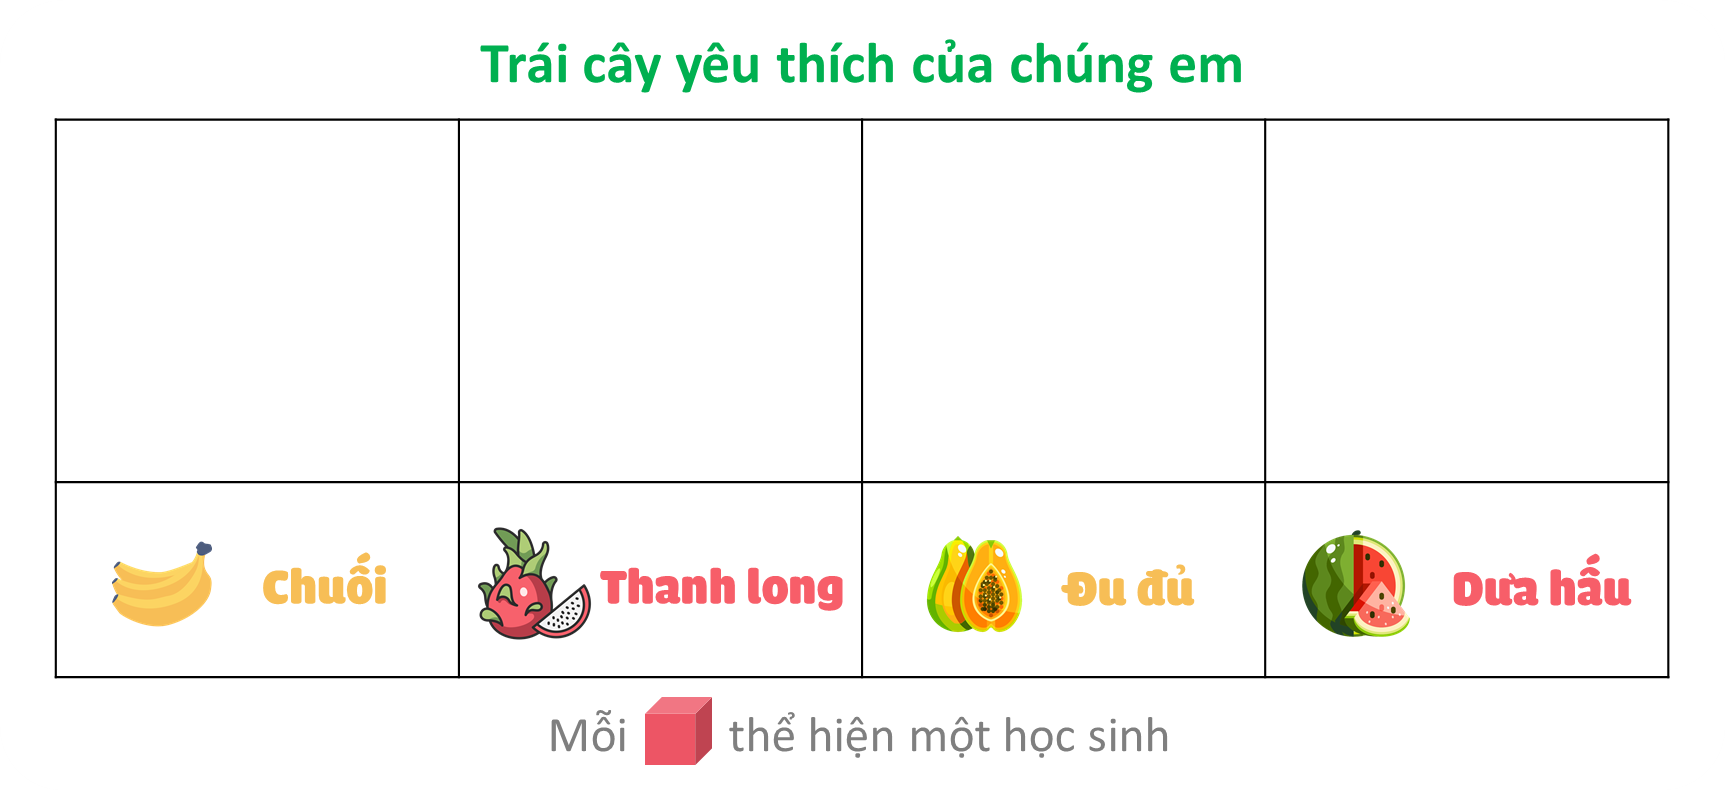 Trái cây yêu thích của chúng em
Chuối
Thanh long
Đu đủ
Dưa hấu
Mỗi thể hiện một học sinh